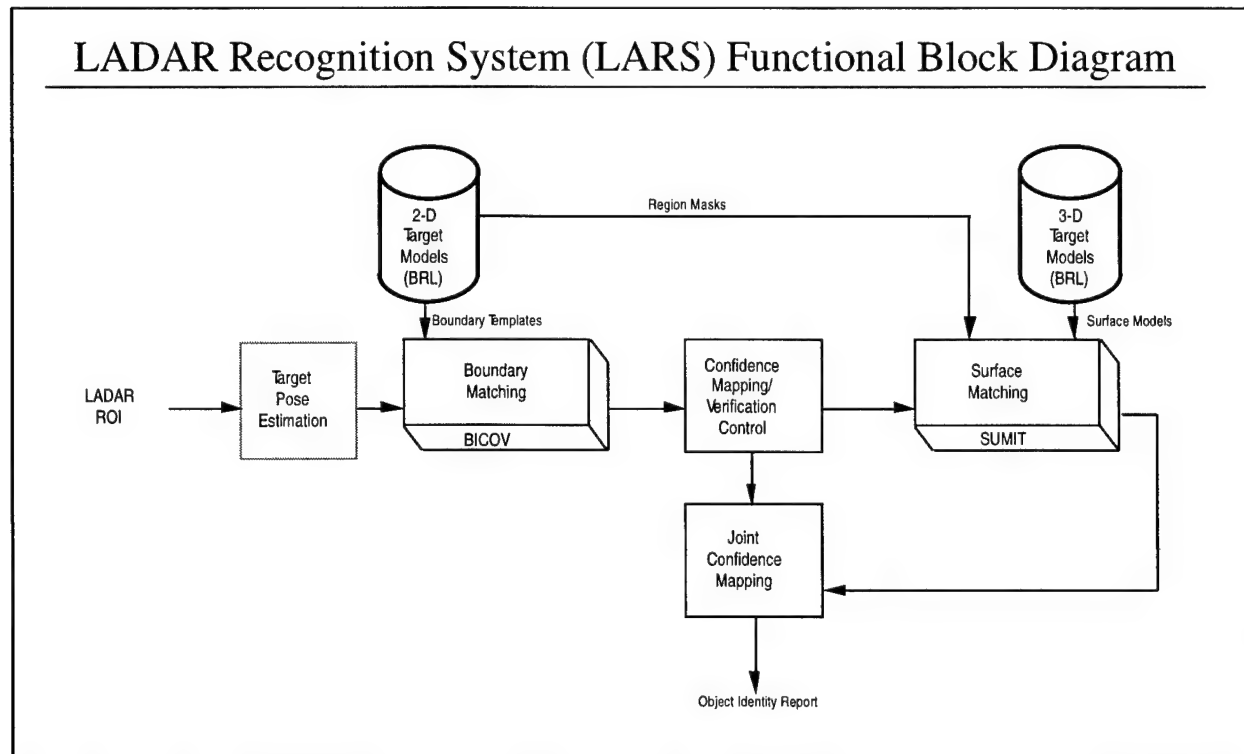 LADAR Recognition System (LARS) Functional Block Diagram
2-D
Target
Models
(BRL)
Region Masks
3-D
Target
Models
(BRL)
Boundary Templates
Surface Models
LADAR
ROI
Target
Pose
Estimation
Boundary
Matching
BICOV
Confidence
Mapping/
Verification
Control
Surface
Matching
SUMIT
Joint
Confidence
Mapping
Object Identity Report